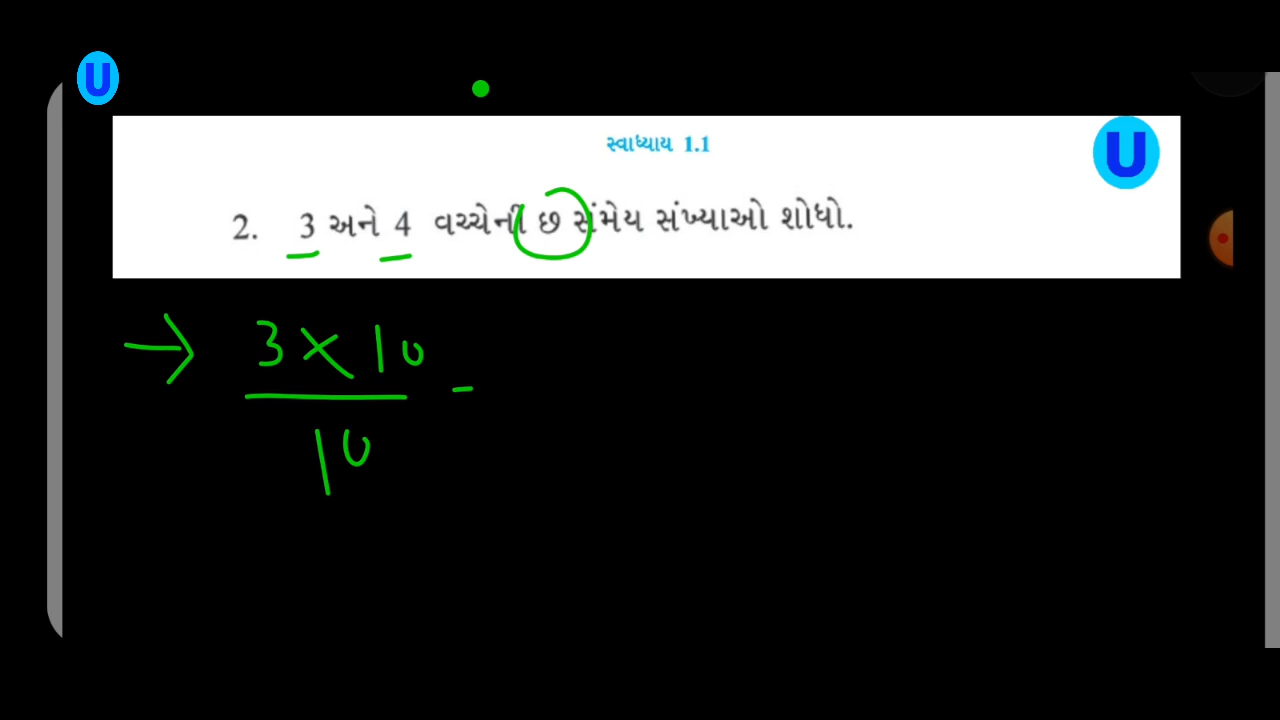 U
સ્વાધ્યાય 1.1
U
2. 3 અને 4 વચ્ચેની છ સંમેય સંખ્યાઓ શોધો.
→ 3 × 10
10
=